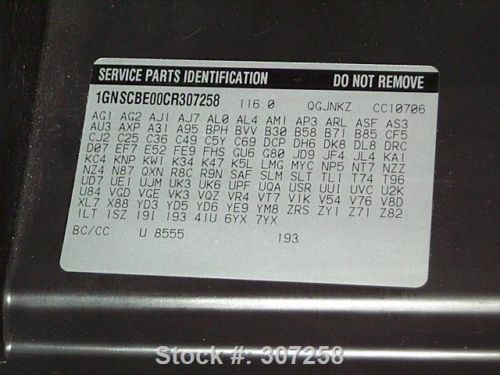 SERVICE PARTS IDENTIFICATION DO NOT REMOVE
1GNSCBE00CR307258 116.0 QGJNKZ CC10706
AG1 AG2 AJ1 AJ7 AL0 AL4 AM1 AP3 ARL ASF AS3
AU3 AXP A31 A95 BPH BVV B30 B58 B71 B85 CF5
CJ2 C25 C36 C49 C5Y C69 DCP DH6 DK8 DL8 DRC
D07 EF7 E52 FE9 FHS GU6 G80 JD9 JF4 JL4 KA1
KC4 KNP KW1 K34 K47 K5L LMG MYC NP5 NT7 NZZ
NZ4 N87 QXN R8C R9N SAF SLM SLT TL1 T74 T96
UD7 UE1 UJM UK3 UK6 UPF UQA USR UUI UVC U2K
U84 VGD VGE VK3 VQZ VR4 VT7 V1K V54 V76 V8D
XL7 X88 YD3 YD5 YD6 YE9 YM8 ZRS ZY1 Z71 Z82
1LT 1SZ 19I 193 41U 6YX 7YX
BC/CC U 8555 193
Stock #: 307258